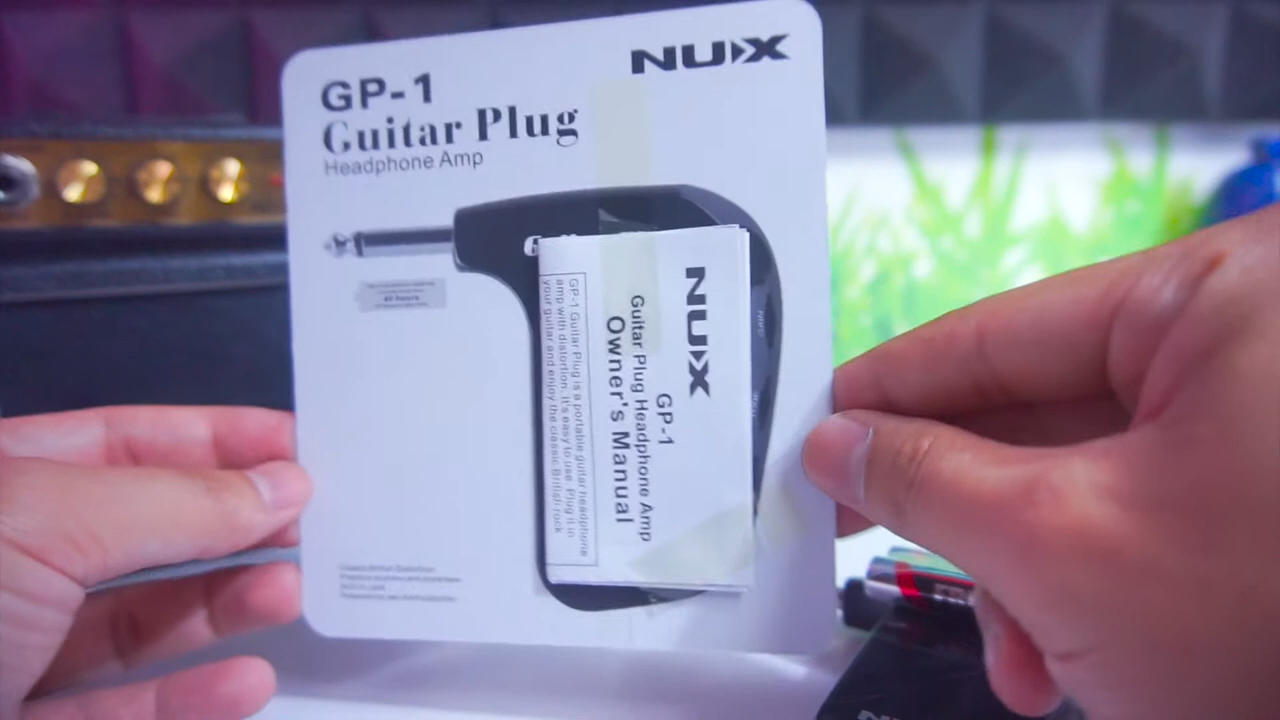 NUX
GP-1
Guitar Plug
Headphone Amp
40 hours
NUX
GP-1
Guitar Plug Headphone Amp
Owner's Manual
GP-1 Guitar Plug is a portable guitar headphone
amp with distortion. It's easy to use. Plug it in
your guitar and enjoy the classic British rock